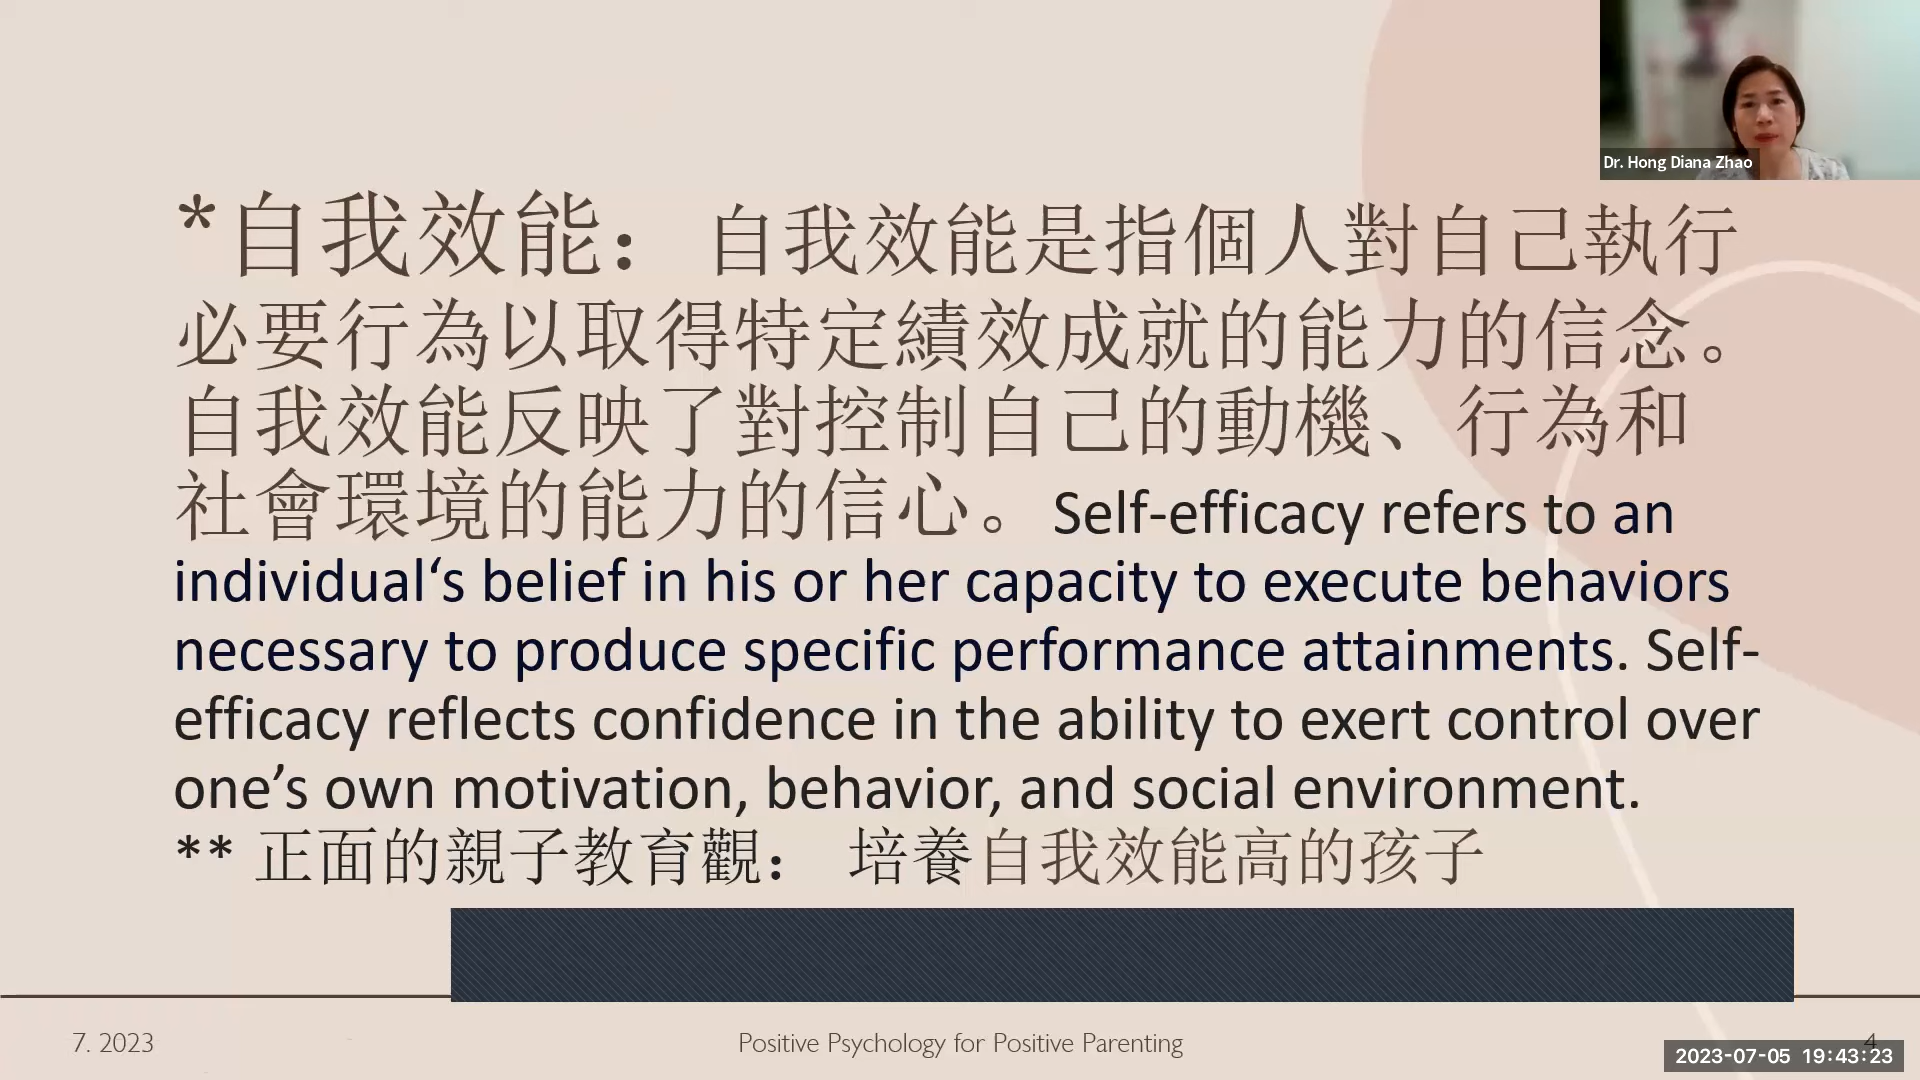 Dr. Hong Diana Zhao
*自我效能： 自我效能是指個人對自己執行
必要行為以取得特定績效成就的能力的信念。
自我效能反映了對控制自己的動機、行為和
社會環境的能力的信心。 Self-efficacy refers to an
individual‘s belief in his or her capacity to execute behaviors
necessary to produce specific performance attainments. Self-
efficacy reflects confidence in the ability to exert control over
one’s own motivation, behavior, and social environment.
** 正面的親子教育觀： 培養自我效能高的孩子
7. 2023
Positive Psychology for Positive Parenting
4
2023-07-05 19:43:23